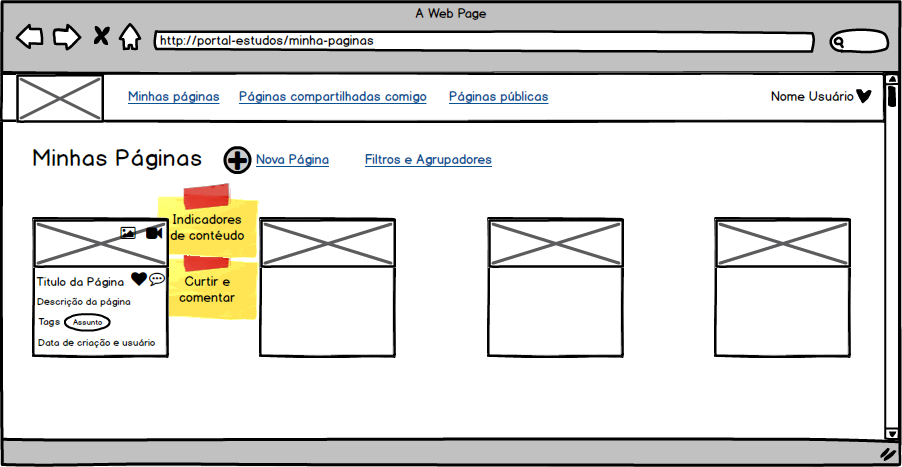 A Web Page
http://portal-estudos/minha-paginas
Minhas páginas Páginas compartilhadas comigo Páginas públicas Nome Usuário
Minhas Páginas Nova Página Filtros e Agrupadores
Indicadores
de contéudo
Curtir e
comentar
Titulo da Página
Descrição da página
Tags Assunto
Data de criação e usuário